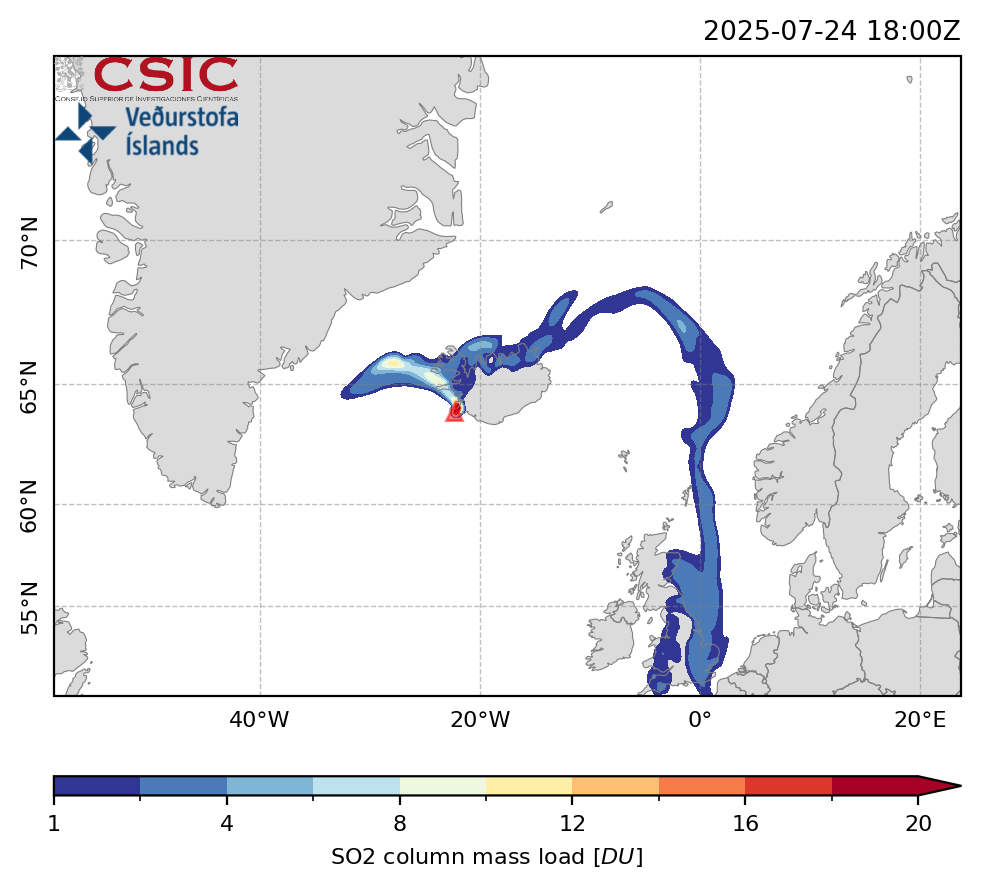 2025-07-24 18:00Z
CSIC
CONSEJO SUPERIOR DE INVESTIGACIONES CIENTÍFICAS
Veðurstofa
Íslands
70°N
65°N
60°N
55°N
40°W 20°W 0° 20°E
1 4 8 12 16 20
SO2 column mass load [DU]